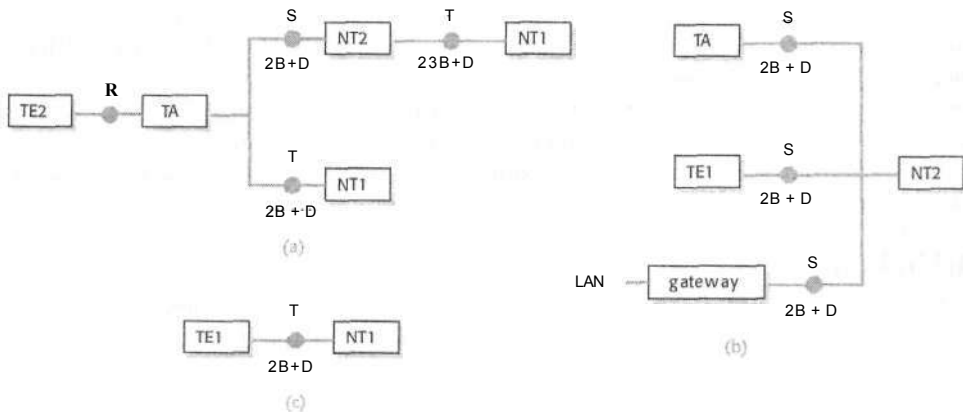 S
T
NT2
NT1
2B+D
23B+D
R
TE2
TA
T
NT1
2B+D
(a)
T
TE1
NT1
2B+D
(c)
S
TA
2B + D
S
TE1
NT2
2B + D
S
LAN
gateway
2B + D
(b)